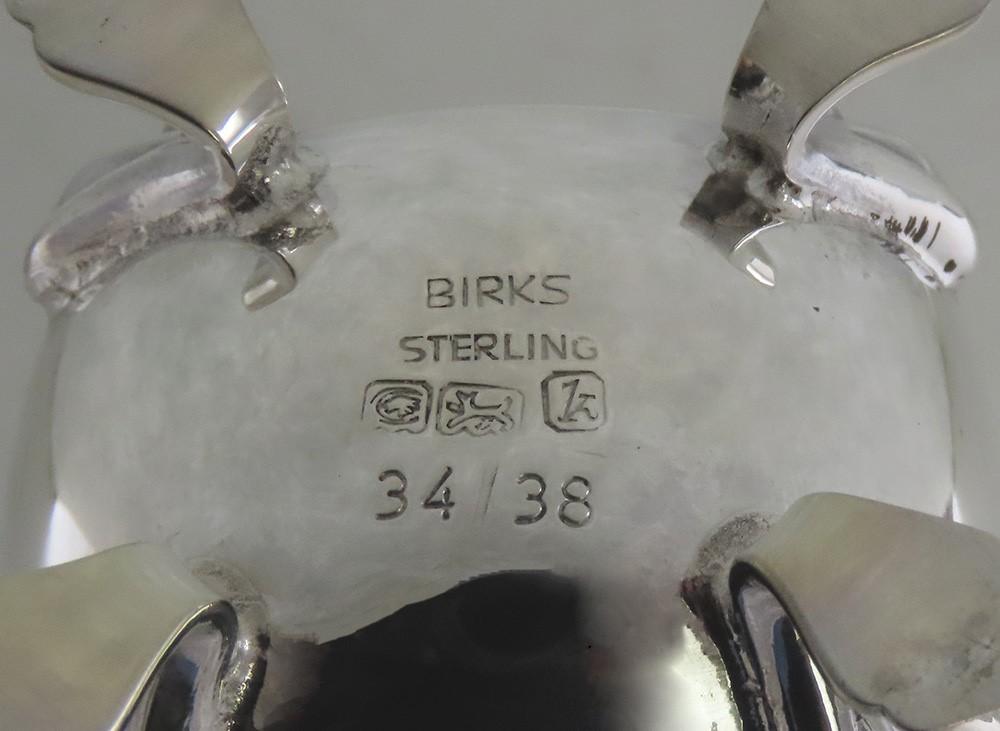 BIRKS
STERLING
k
34/38